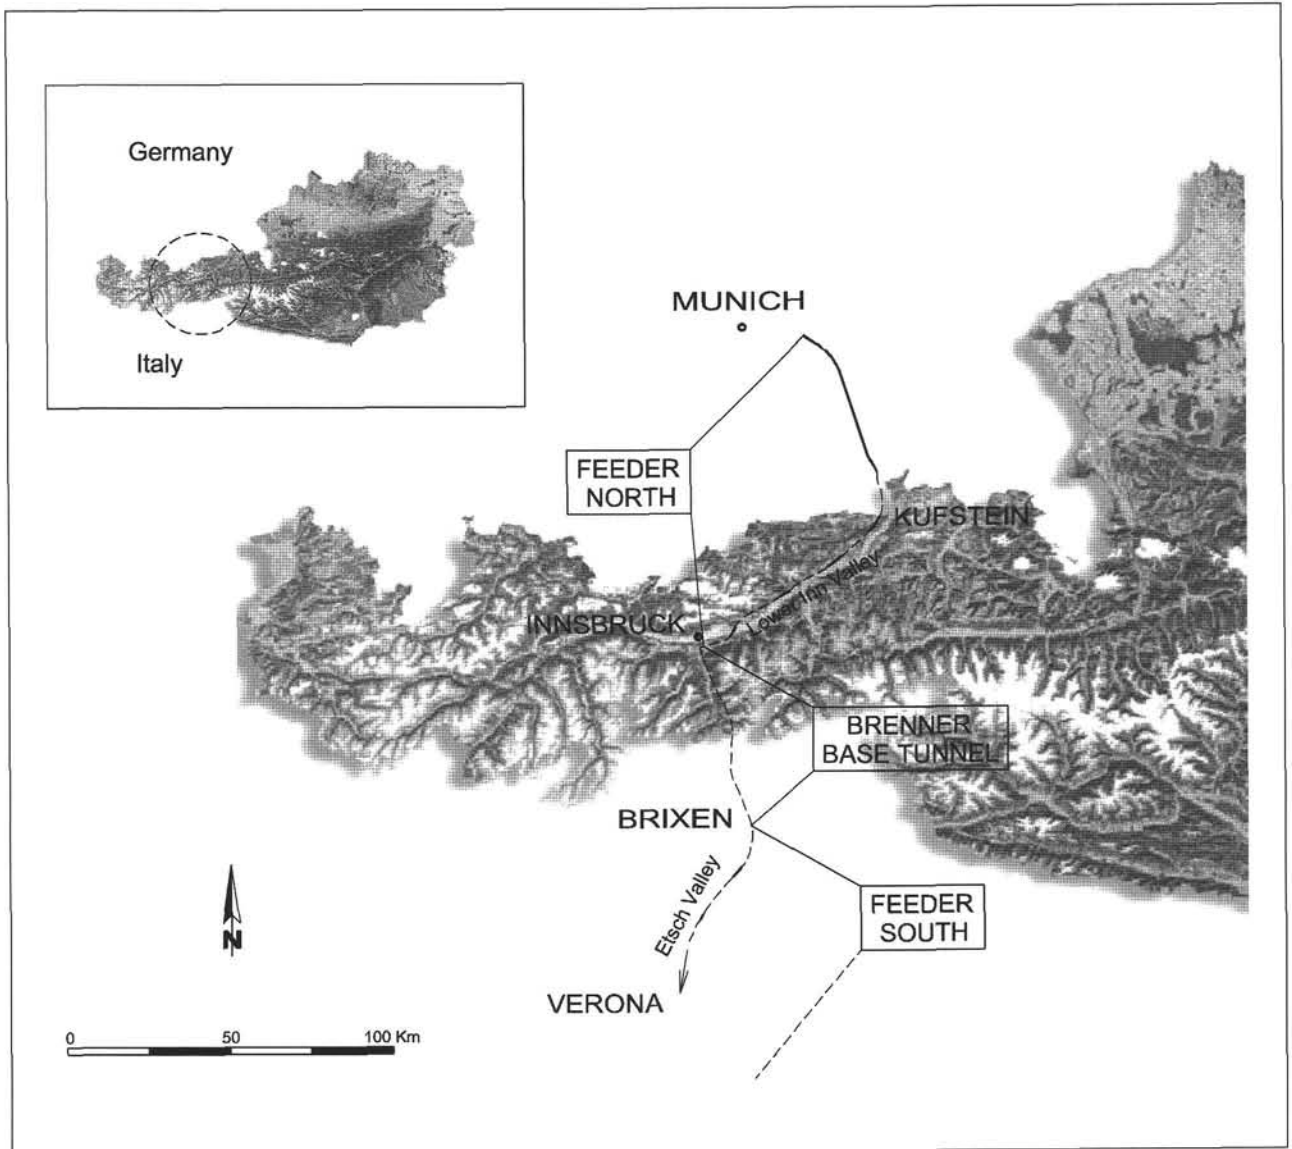 Germany
Italy
MUNICH
FEEDER
NORTH
KUFSTEIN
Lower Inn Valley
INNSBRUCK
BRENNER
BASE TUNNEL
BRIXEN
Etsch Valley
FEEDER
SOUTH
N
VERONA
0 50 100 Km